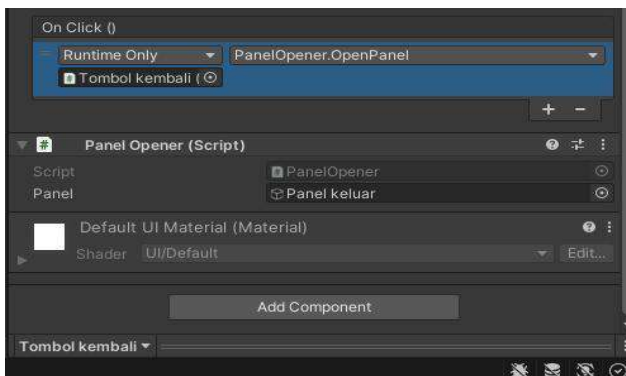 On Click ()
Runtime Only PanelOpener.OpenPanel
Tombol kembali (
+ −
# Panel Opener (Script)
Script PanelOpener
Panel Panel keluar
Default UI Material (Material)
Shader UI/Default Edit...
Add Component
Tombol kembali